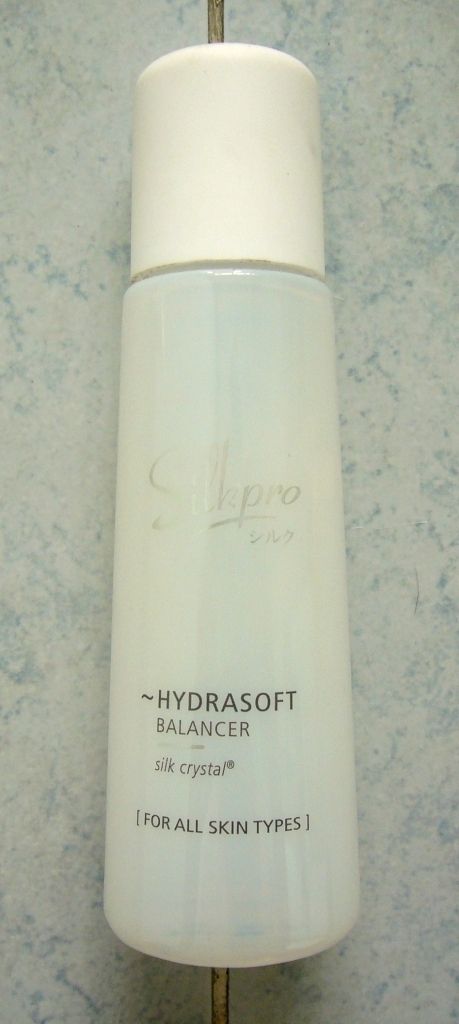 Silkpro
シルク
~HYDRASOFT
BALANCER
silk crystal®
[ FOR ALL SKIN TYPES ]